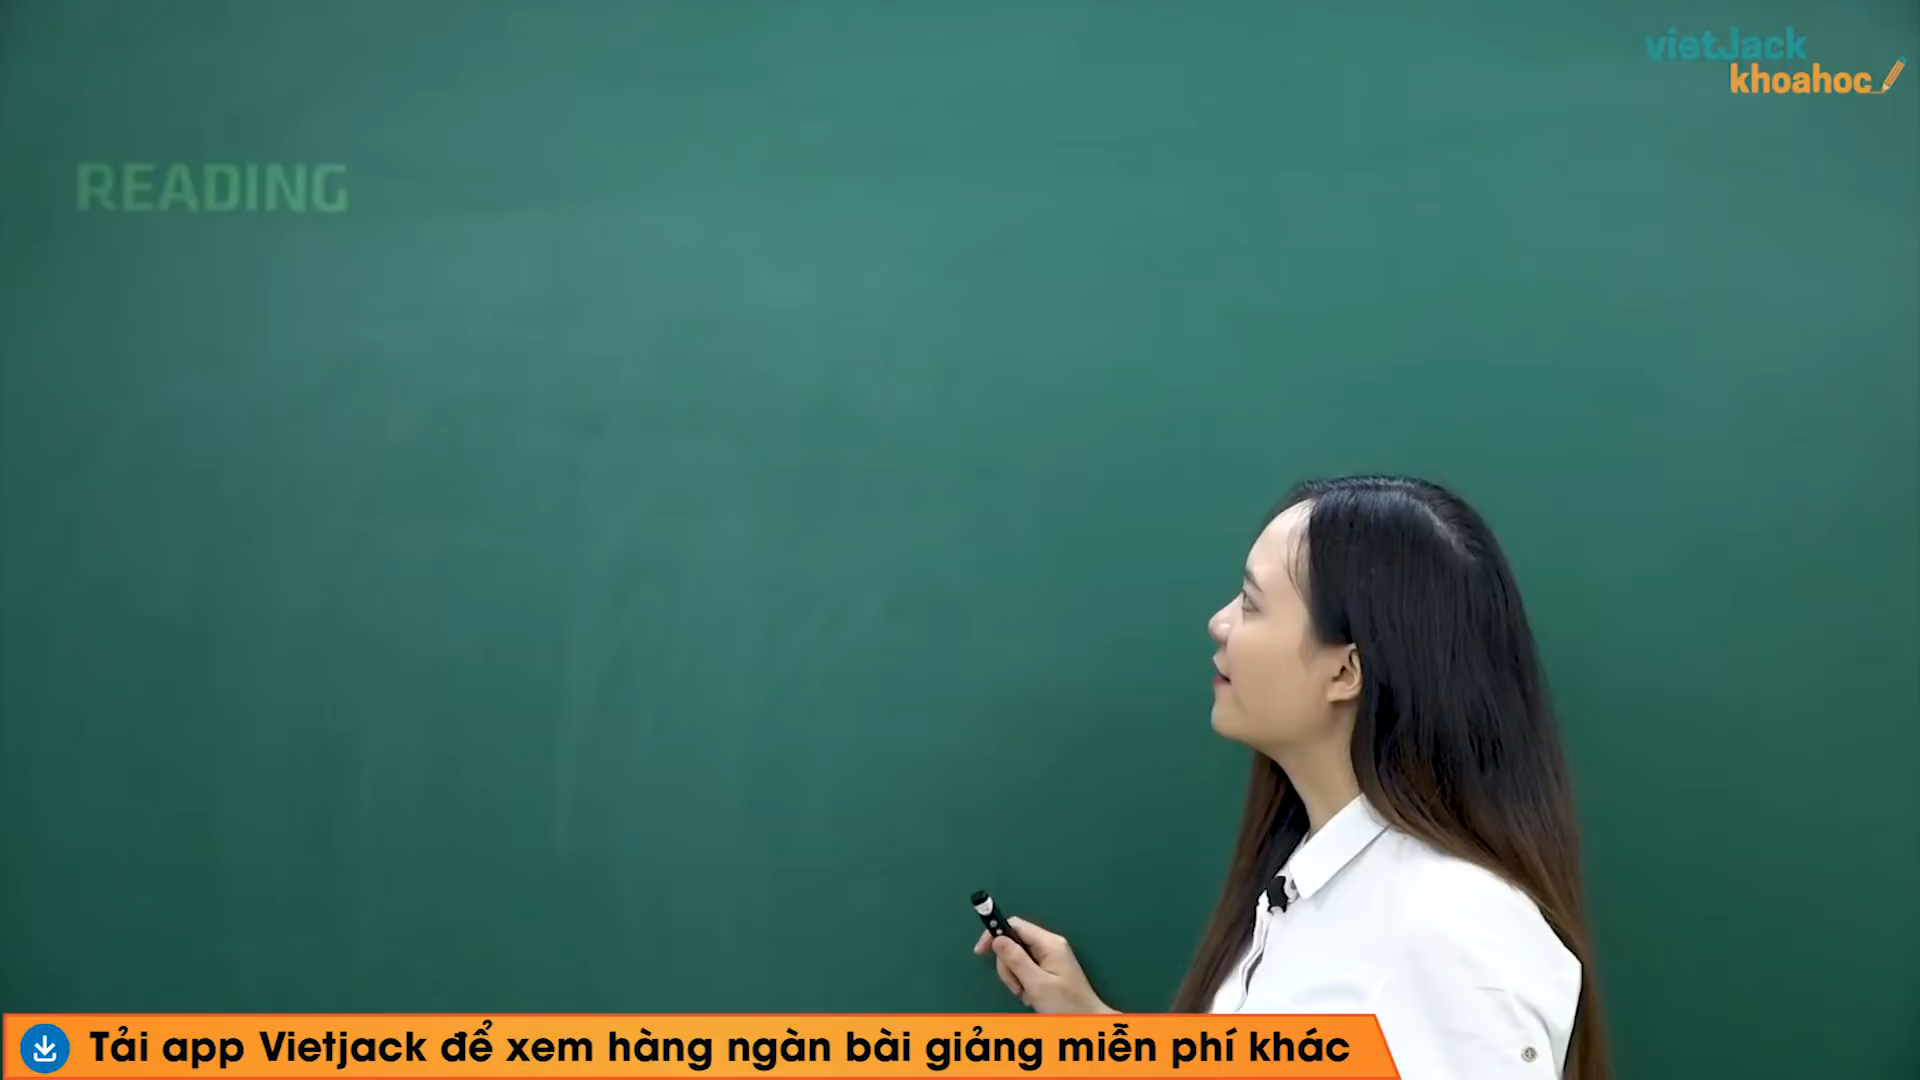 vietJack
khoahoc
READING
Tải app Vietjack để xem hàng ngàn bài giảng miễn phí khác